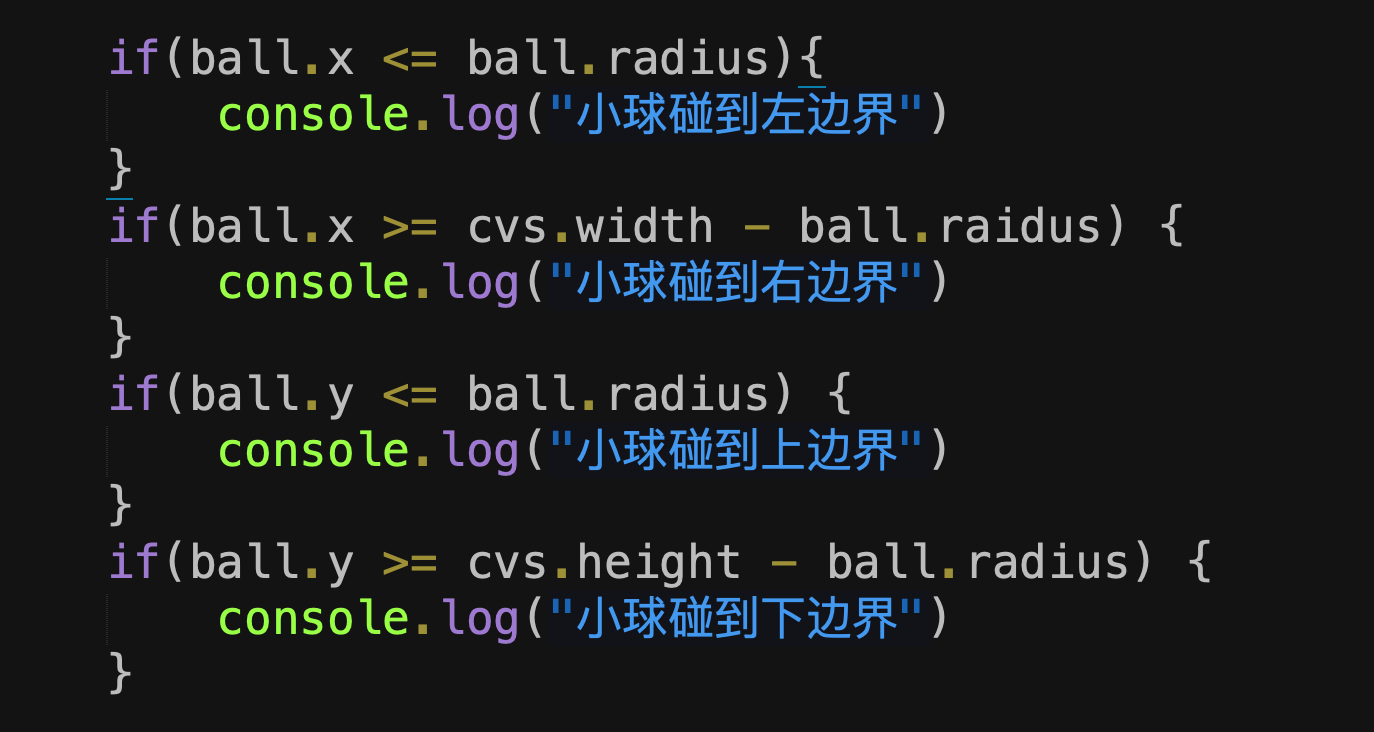 if(ball.x <= ball.radius){
    console.log("小球碰到左边界")
}
if(ball.x >= cvs.width - ball.raidus) {
    console.log("小球碰到右边界")
}
if(ball.y <= ball.radius) {
    console.log("小球碰到上边界")
}
if(ball.y >= cvs.height - ball.radius) {
    console.log("小球碰到下边界")
}